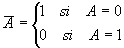 A̅ = { 1 si A = 0
0 si A = 1